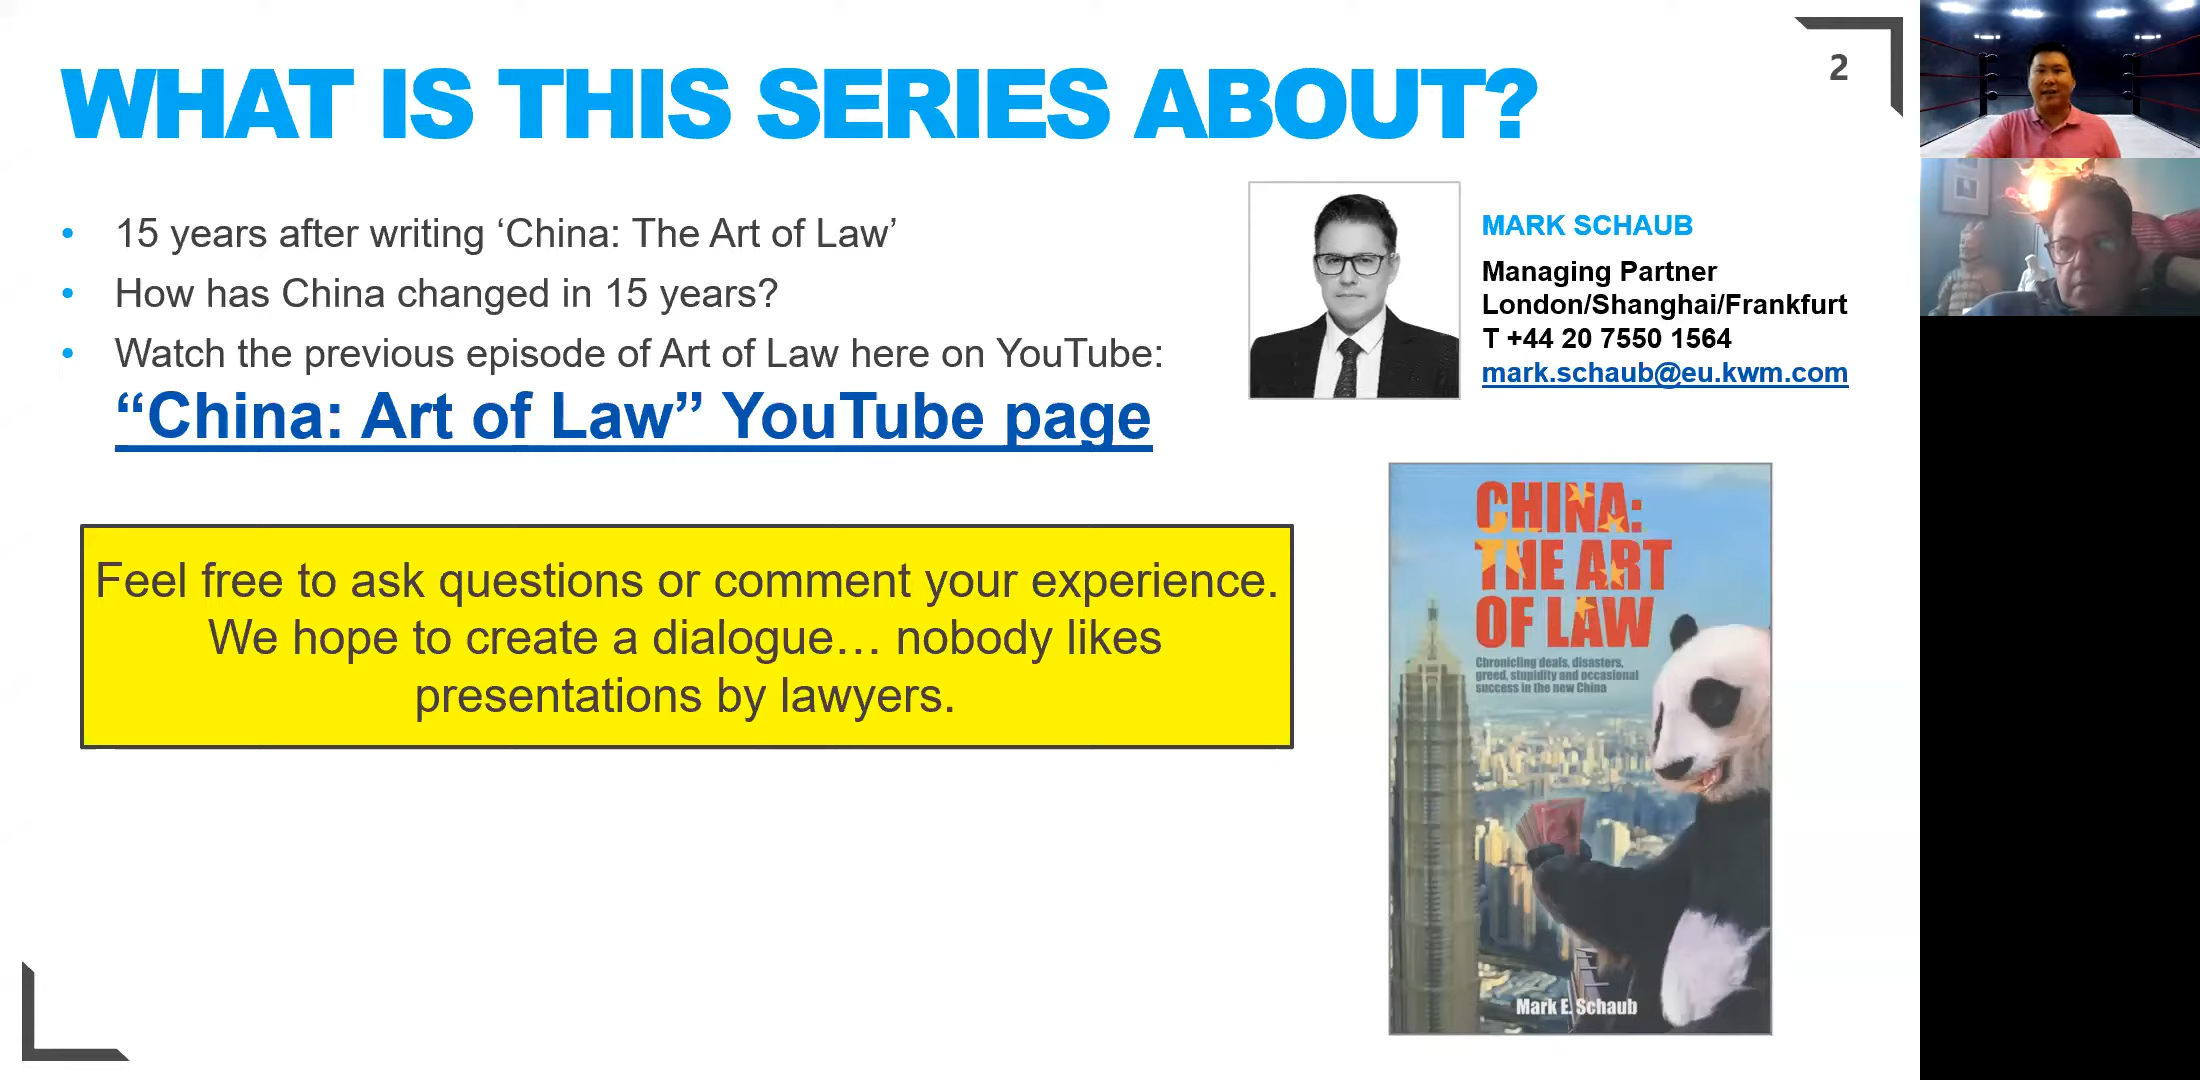 WHAT IS THIS SERIES ABOUT?
2
• 15 years after writing ‘China: The Art of Law’
• How has China changed in 15 years?
• Watch the previous episode of Art of Law here on YouTube:
“China: Art of Law” YouTube page
MARK SCHAUB
Managing Partner
London/Shanghai/Frankfurt
T +44 20 7550 1564
mark.schaub@eu.kwm.com
Feel free to ask questions or comment your experience.
We hope to create a dialogue… nobody likes
presentations by lawyers.
CHINA:
THE ART
OF LAW
Chronicling deals, disasters,
greed, stupidity and occasional
success in the new China
Mark E. Schaub